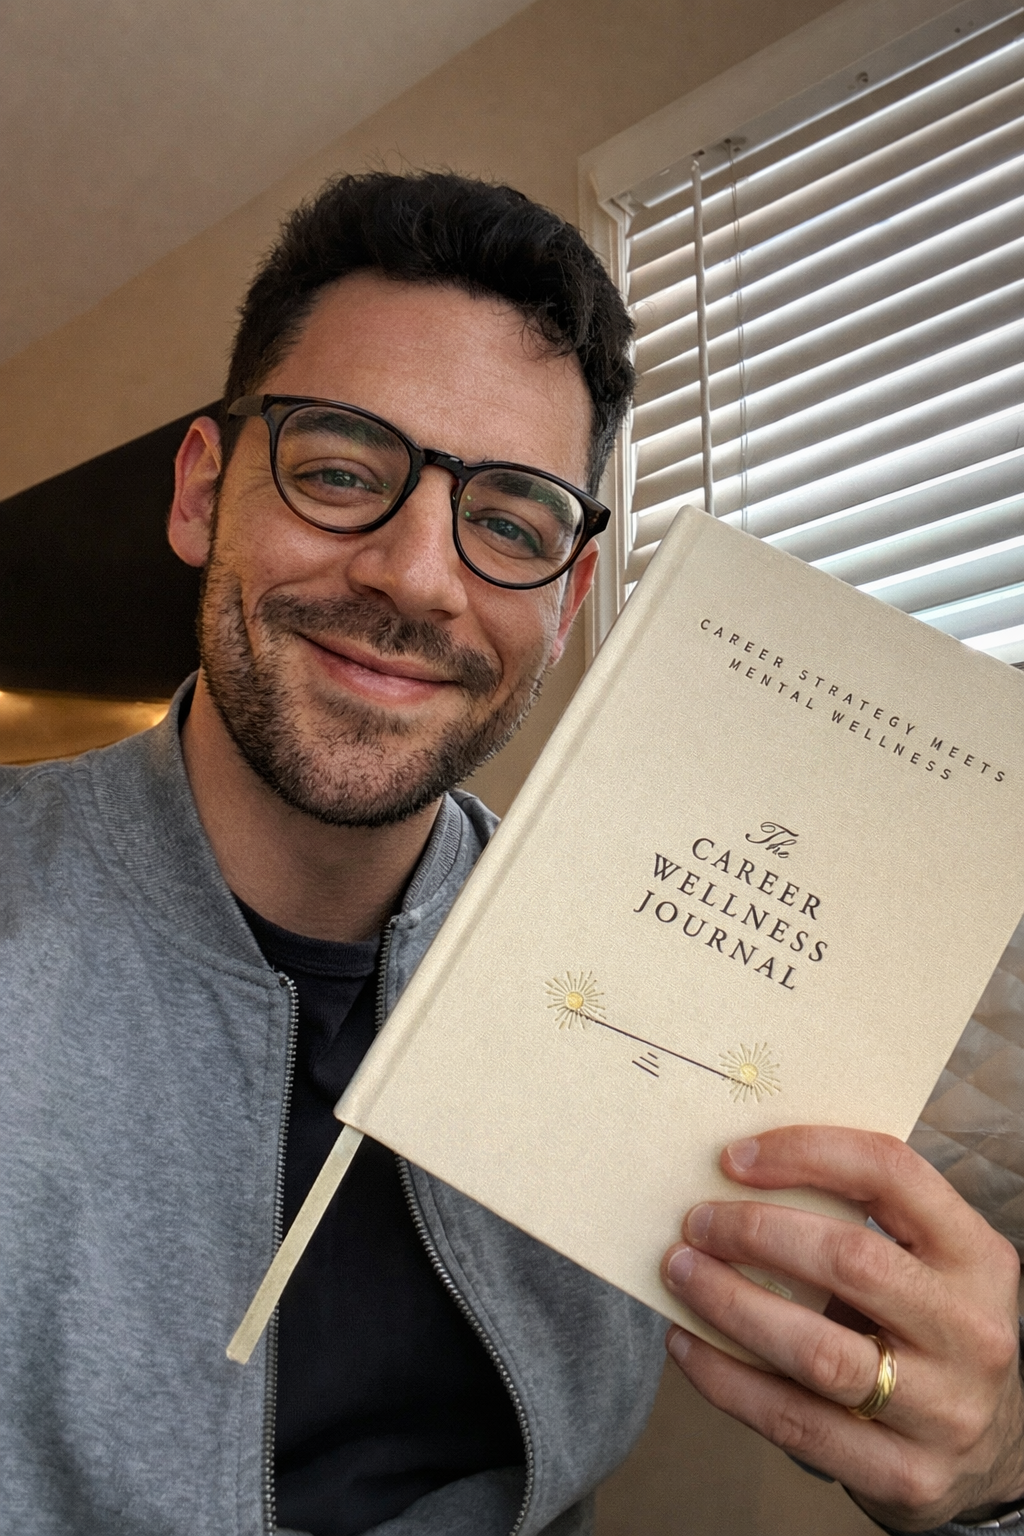 CAREER STRATEGY MEETS
MENTAL WELLNESS
The
CAREER
WELLNESS
JOURNAL